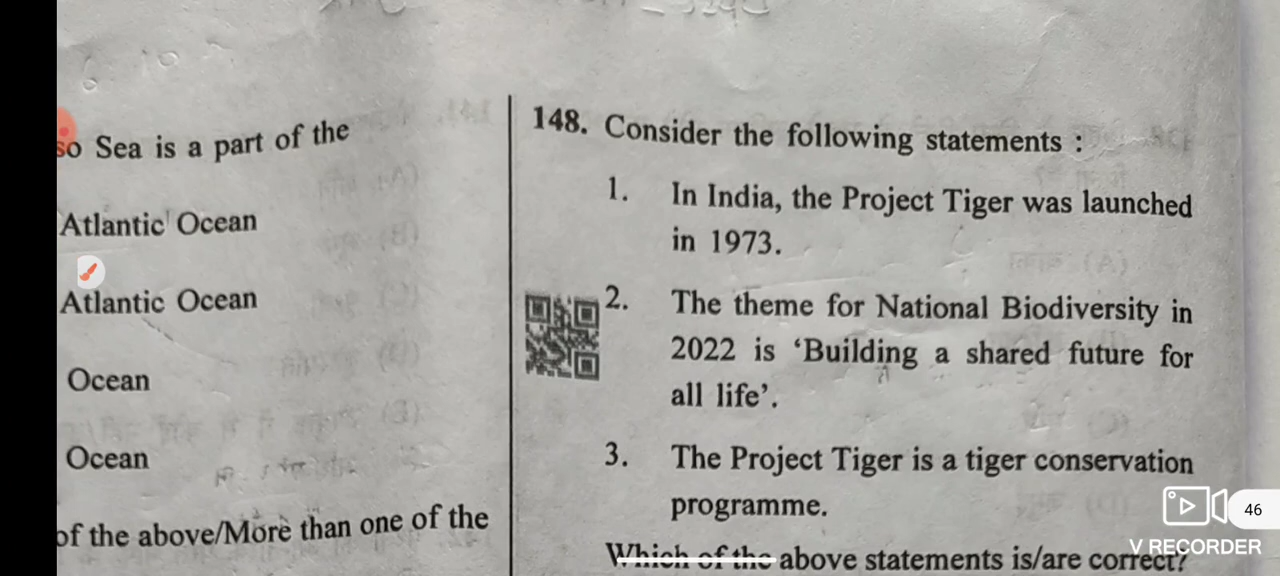 so Sea is a part of the
Atlantic Ocean
Atlantic Ocean
Ocean
Ocean
of the above/More than one of the
148. Consider the following statements :
1. In India, the Project Tiger was launched
in 1973.
2. The theme for National Biodiversity in
2022 is ‘Building a shared future for
all life’.
3. The Project Tiger is a tiger conservation
programme.
Which of the above statements is/are correct?
46
V RECORDER